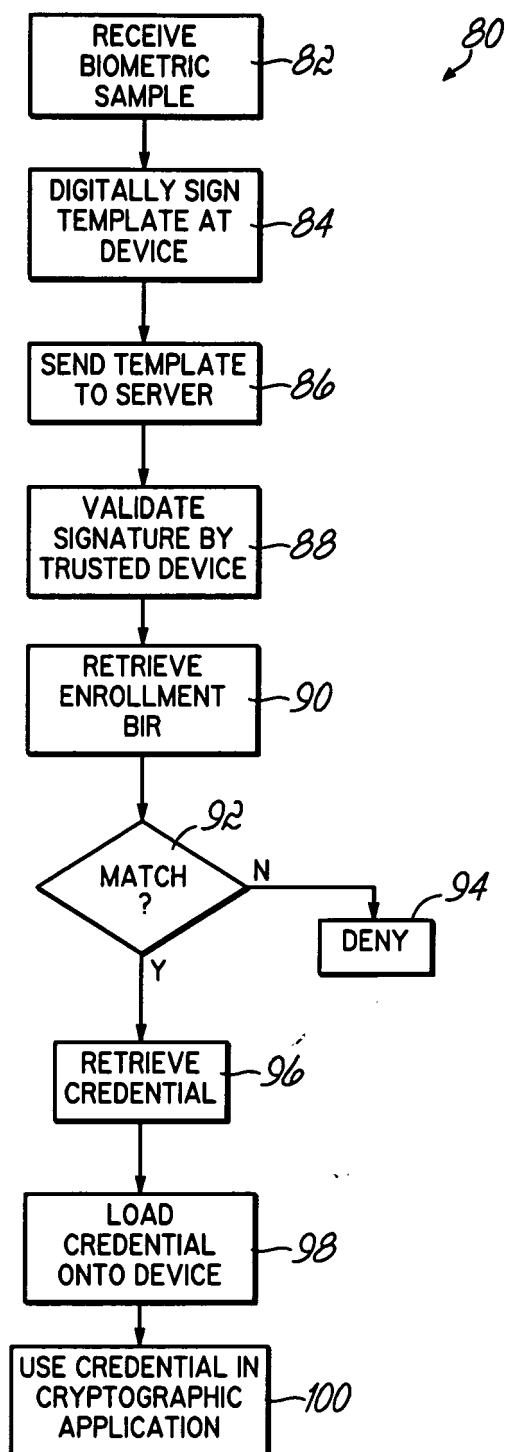 80
RECEIVE
BIOMETRIC
SAMPLE
82
DIGITALLY SIGN
TEMPLATE AT
DEVICE
84
SEND TEMPLATE
TO SERVER
86
VALIDATE
SIGNATURE BY
TRUSTED DEVICE
88
RETRIEVE
ENROLLMENT
BIR
90
92
MATCH
?
N
94
DENY
Y
RETRIEVE
CREDENTIAL
96
LOAD
CREDENTIAL
ONTO DEVICE
98
USE CREDENTIAL IN
CRYPTOGRAPHIC
APPLICATION
100